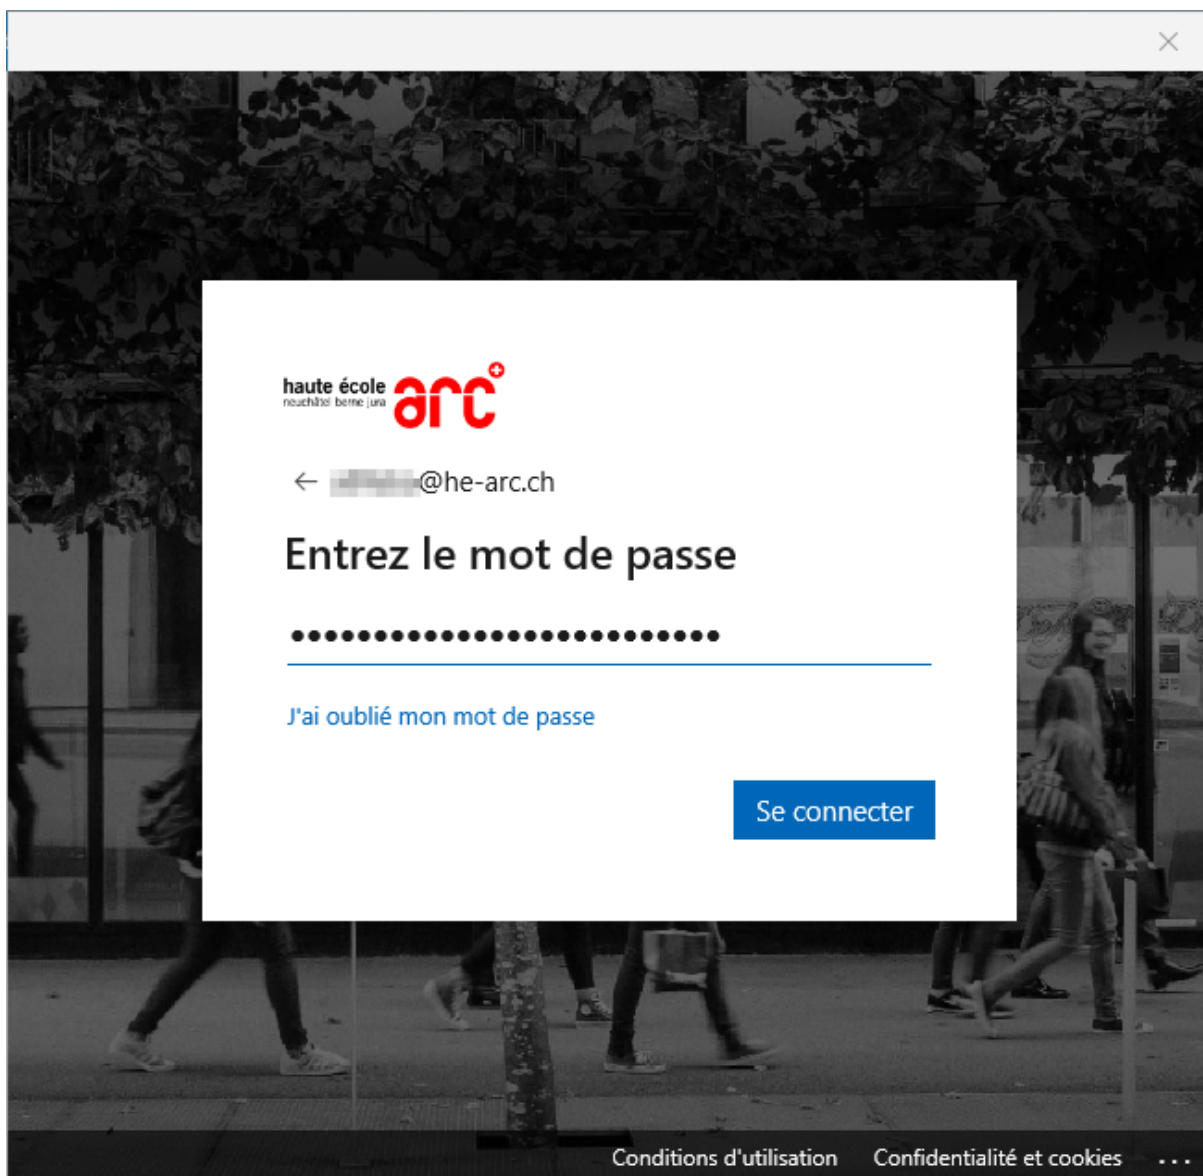 haute école arc
neuchâtel berne jura
@he-arc.ch
Entrez le mot de passe
J'ai oublié mon mot de passe
Se connecter
Conditions d'utilisation Confidentialité et cookies ...